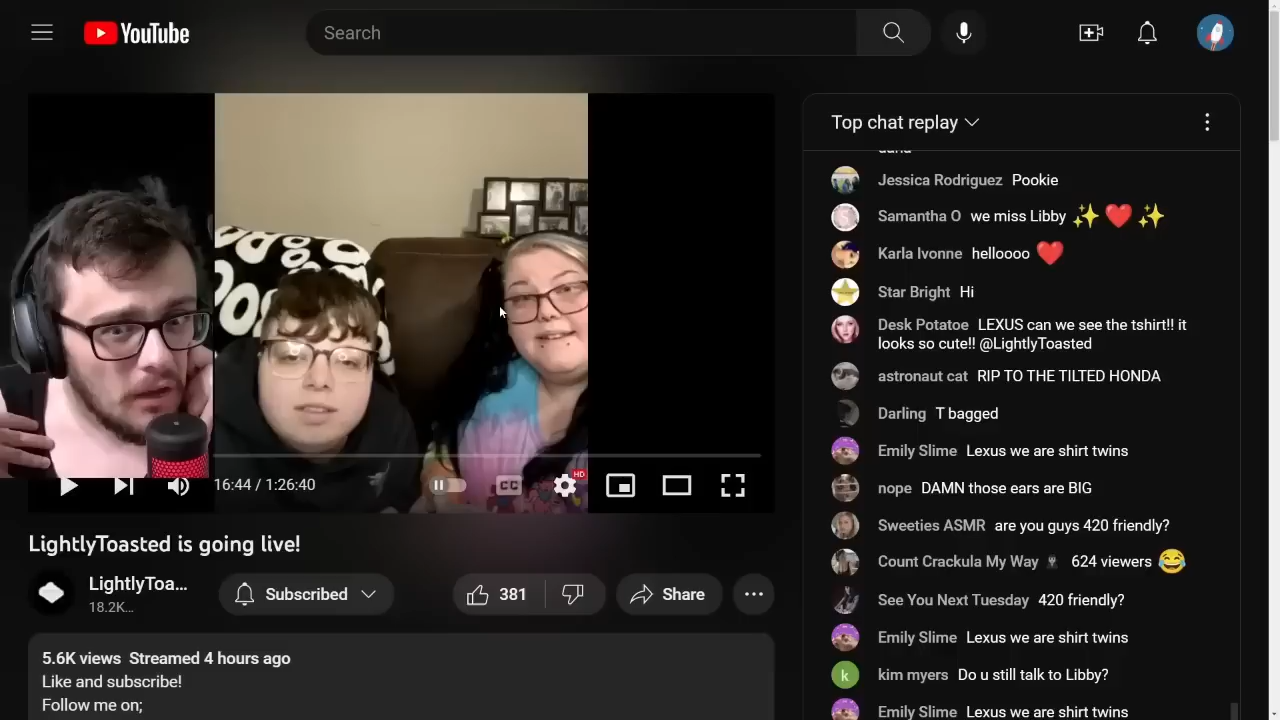 YouTube
Search
Top chat replay
Jessica Rodriguez Pookie
Samantha O we miss Libby ✨❤️✨
Karla Ivonne helloooo ❤️
Star Bright Hi
Desk Potatoe LEXUS can we see the tshirt!! it
looks so cute!! @LightlyToasted
astronaut cat RIP TO THE TILTED HONDA
Darling T bagged
Emily Slime Lexus we are shirt twins
nope DAMN those ears are BIG
Sweeties ASMR are you guys 420 friendly?
Count Crackula My Way 624 viewers 😂
See You Next Tuesday 420 friendly?
Emily Slime Lexus we are shirt twins
k kim myers Do u still talk to Libby?
Emily Slime Lexus we are shirt twins
16:44 / 1:26:40
CC
HD
LightlyToasted is going live!
LightlyToa...
18.2K...
Subscribed
381
Share
5.6K views Streamed 4 hours ago
Like and subscribe!
Follow me on;